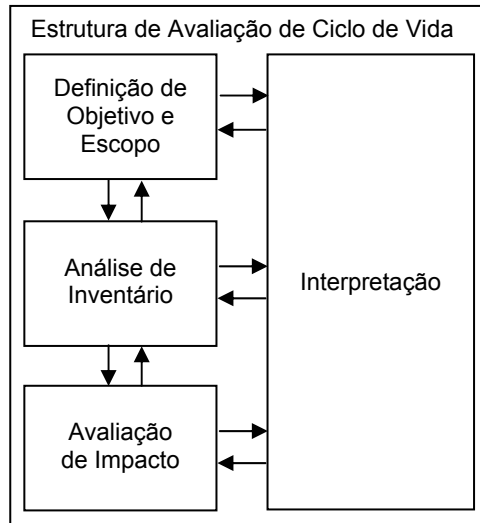 Estrutura de Avaliação de Ciclo de Vida
Definição de
Objetivo e
Escopo
Análise de
Inventário
Interpretação
Avaliação
de Impacto